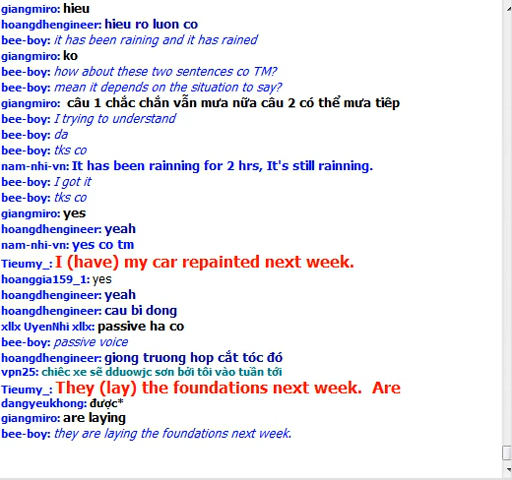 giangmiro: hieu
hoangdhengineer: hieu ro luon co
bee-boy: it has been raining and it has rained
giangmiro: ko
bee-boy: how about these two sentences co TM?
bee-boy: mean it depends on the situation to say?
giangmiro: câu 1 chắc chắn vẫn mưa nữa câu 2 có thể mưa tiêp
bee-boy: I trying to understand
bee-boy: da
bee-boy: tks co
nam-nhi-vn: It has been rainning for 2 hrs, It's still rainning.
bee-boy: I got it
bee-boy: tks co
giangmiro: yes
hoangdhengineer: yeah
nam-nhi-vn: yes co tm
Tieumy_: I (have) my car repainted next week.
hoanggia159_1: yes
hoangdhengineer: yeah
hoangdhengineer: cau bi dong
xllx UyenNhi xllx: passive ha co
bee-boy: passive voice
hoangdhengineer: giong truong hop cắt tóc đó
vpn25: chiêc xe sẽ dduowjc sơn bởi tôi vào tuần tới
Tieumy_: They (lay) the foundations next week. Are
dangyeukhong: được*
giangmiro: are laying
bee-boy: they are laying the foundations next week.